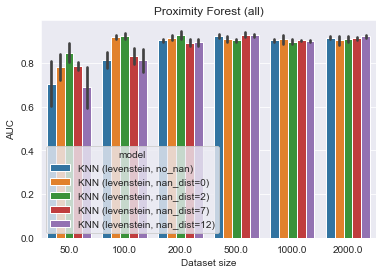 Proximity Forest (all)
AUC
0.8
0.6
0.4
0.2
0.0
model
KNN (levenstein, no_nan)
KNN (levenstein, nan_dist=0)
KNN (levenstein, nan_dist=2)
KNN (levenstein, nan_dist=7)
KNN (levenstein, nan_dist=12)
50.0 100.0 200.0 500.0 1000.0 2000.0
Dataset size